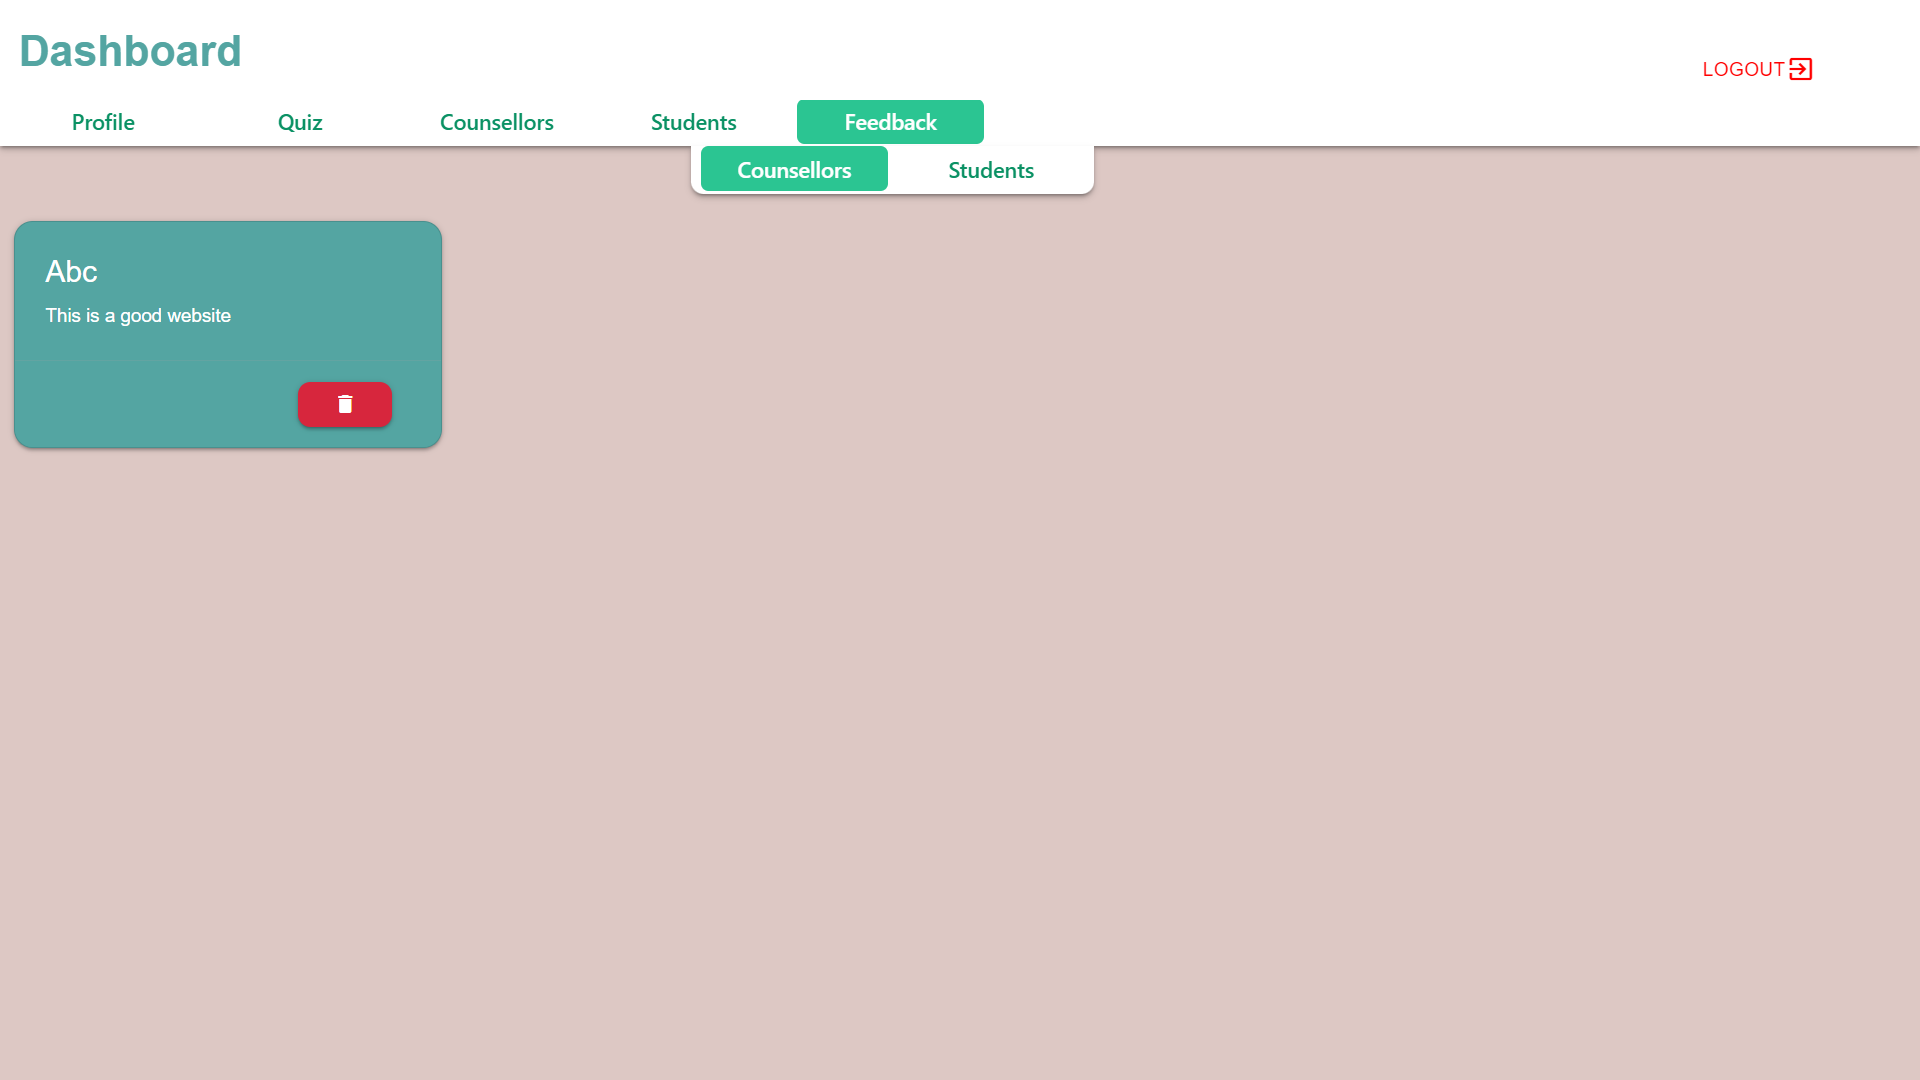 Dashboard
LOGOUT
Profile Quiz Counsellors Students Feedback
Counsellors Students
Abc
This is a good website